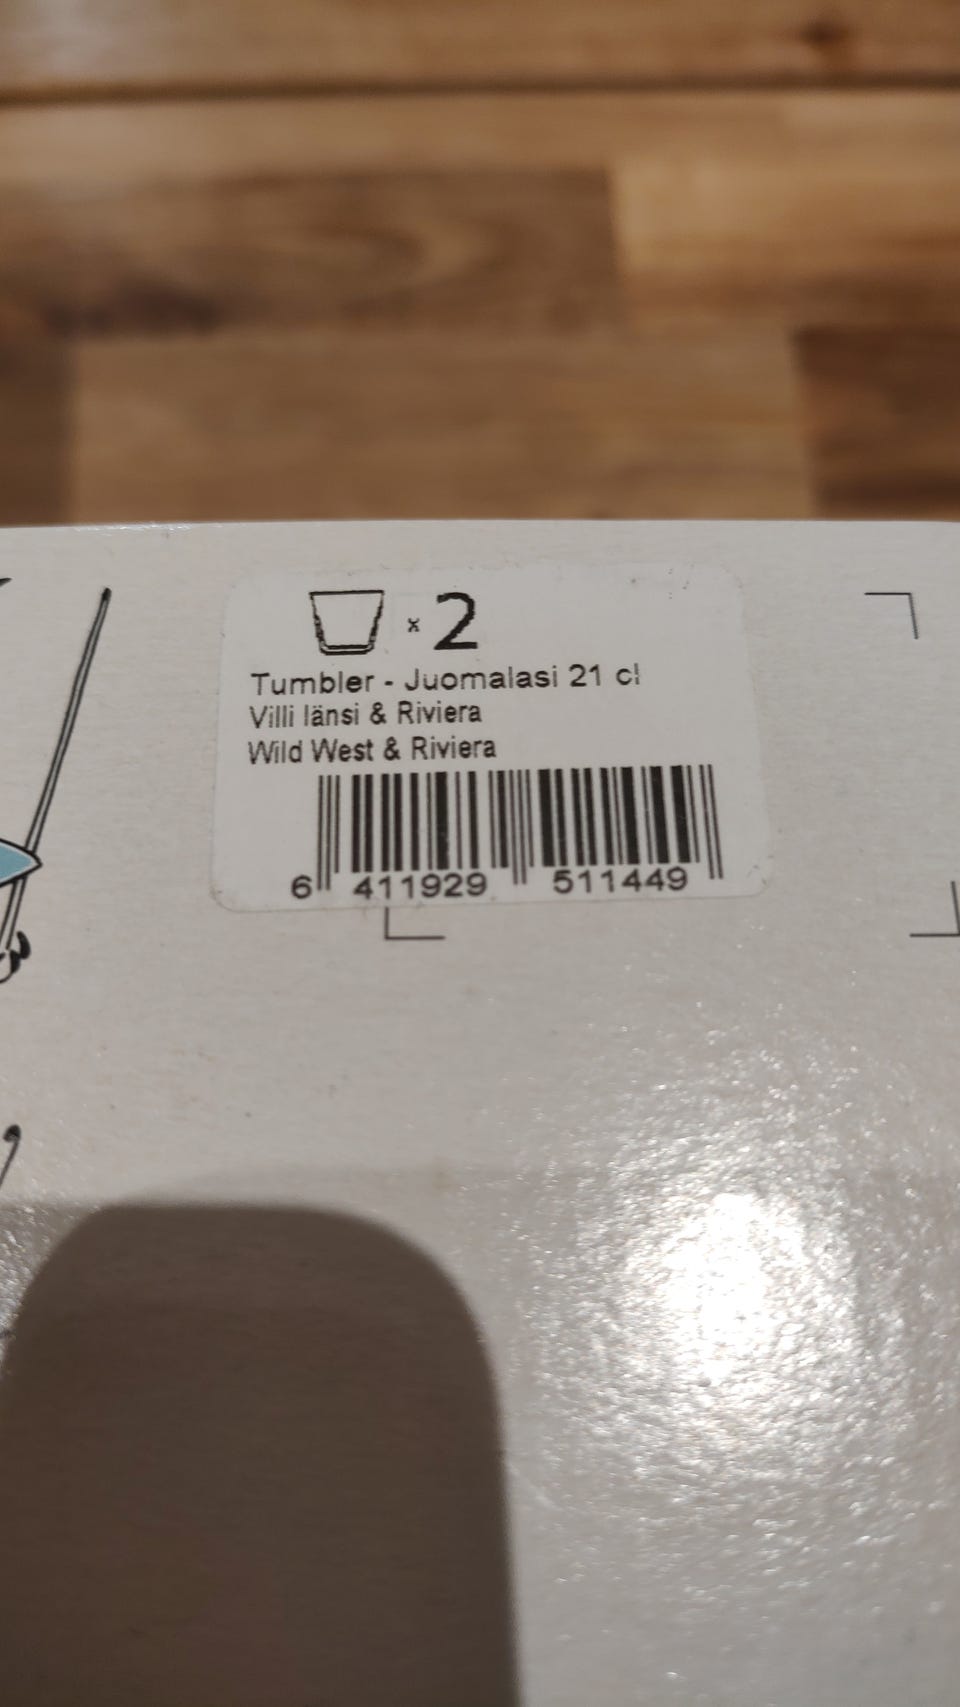 x 2
Tumbler - Juomalasi 21 cl
Villi länsi & Riviera
Wild West & Riviera
6 411929 511449